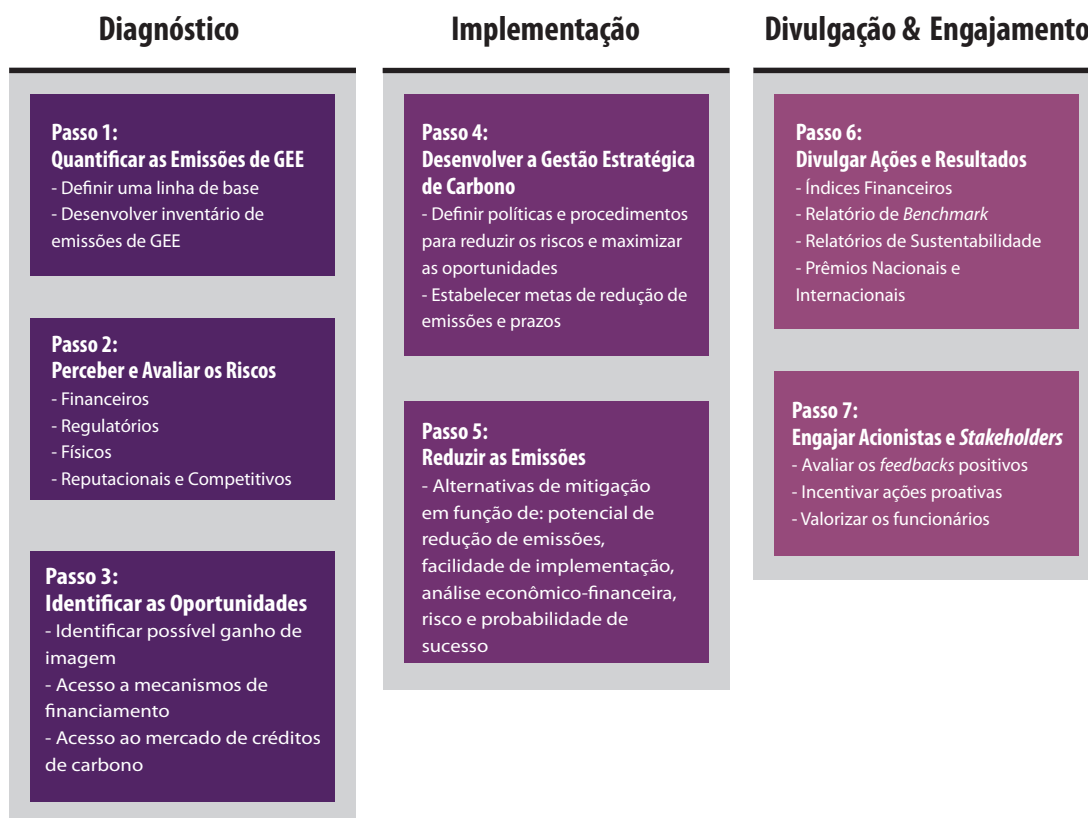 Diagnóstico
Passo 1:
Quantificar as Emissões de GEE
- Definir uma linha de base
- Desenvolver inventário de
emissões de GEE
Passo 2:
Perceber e Avaliar os Riscos
- Financeiros
- Regulatórios
- Físicos
- Reputacionais e Competitivos
Passo 3:
Identificar as Oportunidades
- Identificar possível ganho de
imagem
- Acesso a mecanismos de
financiamento
- Acesso ao mercado de créditos
de carbono
Implementação
Passo 4:
Desenvolver a Gestão Estratégica
de Carbono
- Definir políticas e procedimentos
para reduzir os riscos e maximizar
as oportunidades
- Estabelecer metas de redução de
emissões e prazos
Passo 5:
Reduzir as Emissões
- Alternativas de mitigação
em função de: potencial de
redução de emissões,
facilidade de implementação,
análise econômico-financeira,
risco e probabilidade de
sucesso
Divulgação & Engajamento
Passo 6:
Divulgar Ações e Resultados
- Índices Financeiros
- Relatório de Benchmark
- Relatórios de Sustentabilidade
- Prêmios Nacionais e
Internacionais
Passo 7:
Engajar Acionistas e Stakeholders
- Avaliar os feedbacks positivos
- Incentivar ações proativas
- Valorizar os funcionários